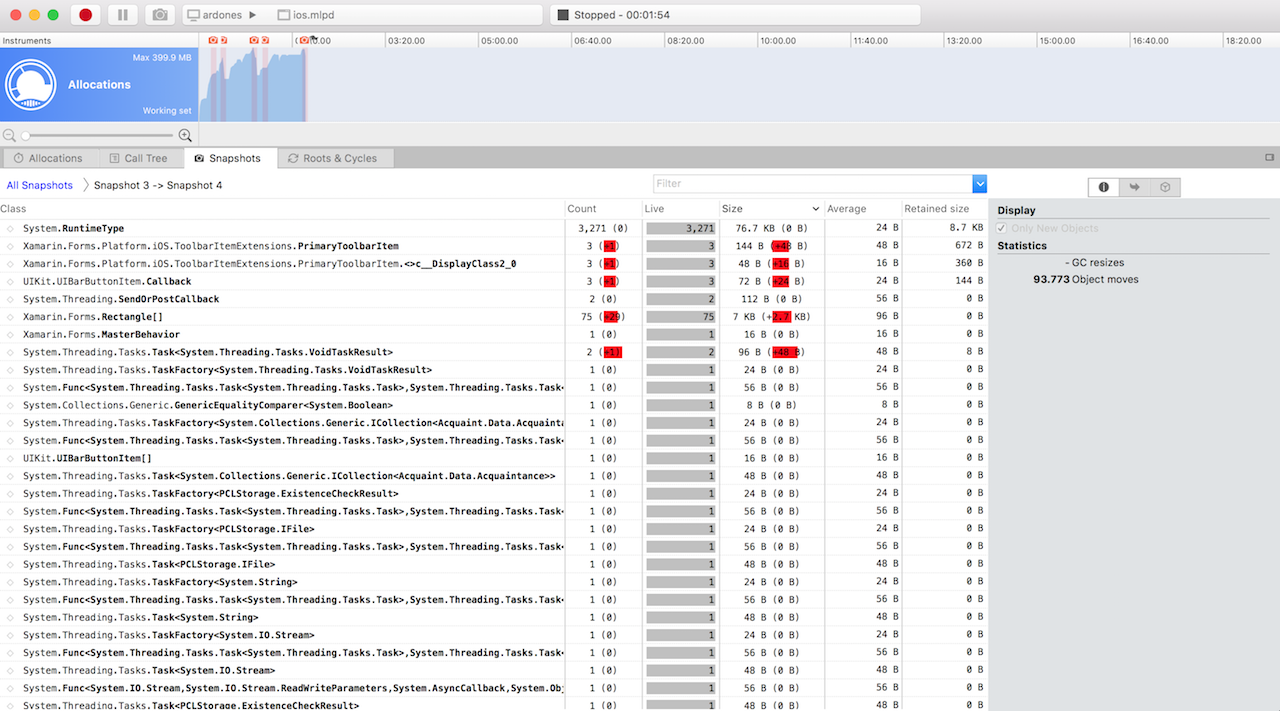 ardones ▶ ios.mlpd Stopped - 00:01:54
Instruments 03:20.00 05:00.00 06:40.00 08:20.00 10:00.00 11:40.00 13:20.00 15:00.00 16:40.00 18:20.00
Max 399.9 MB
Allocations
Working set
Allocations Call Tree Snapshots Roots & Cycles
All Snapshots Snapshot 3 -> Snapshot 4 Filter
Class Count Live Size Average Retained size
System.RuntimeType 3,271 (0) 3,271 76.7 KB (0 B) 24 B 8.7 KB
Xamarin.Forms.Platform.iOS.ToolbarItemExtensions.PrimaryToolbarItem 3 (+1) 3 144 B (+48 B) 48 B 672 B
Xamarin.Forms.Platform.iOS.ToolbarItemExtensions.PrimaryToolbarItem.<>c__DisplayClass2_0 3 (+1) 3 48 B (+16 B) 16 B 360 B
UIKit.UIBarButtonItem.Callback 3 (+1) 3 72 B (+24 B) 24 B 144 B
System.Threading.SendOrPostCallback 2 (0) 2 112 B (0 B) 56 B 0 B
Xamarin.Forms.Rectangle[] 75 (+29) 75 7 KB (+2.7 KB) 96 B 0 B
Xamarin.Forms.MasterBehavior 1 (0) 1 16 B (0 B) 16 B 0 B
System.Threading.Tasks.Task<System.Threading.Tasks.VoidTaskResult> 2 (+1) 2 96 B (+48 B) 48 B 8 B
System.Threading.Tasks.TaskFactory<System.Threading.Tasks.VoidTaskResult> 1 (0) 1 24 B (0 B) 24 B 0 B
System.Func<System.Threading.Tasks.Task<System.Threading.Tasks.Task>,System.Threading.Tasks.Task< 1 (0) 1 56 B (0 B) 56 B 0 B
System.Collections.Generic.GenericEqualityComparer<System.Boolean> 1 (0) 1 8 B (0 B) 8 B 0 B
System.Threading.Tasks.TaskFactory<System.Collections.Generic.ICollection<Acquaint.Data.Acquainta 1 (0) 1 24 B (0 B) 24 B 0 B
System.Func<System.Threading.Tasks.Task<System.Threading.Tasks.Task>,System.Threading.Tasks.Task< 1 (0) 1 56 B (0 B) 56 B 0 B
UIKit.UIBarButtonItem[] 1 (0) 1 16 B (0 B) 16 B 0 B
System.Threading.Tasks.Task<System.Collections.Generic.ICollection<Acquaint.Data.Acquaintance>> 1 (0) 1 48 B (0 B) 48 B 0 B
System.Threading.Tasks.TaskFactory<PCLStorage.ExistenceCheckResult> 1 (0) 1 24 B (0 B) 24 B 0 B
System.Func<System.Threading.Tasks.Task<System.Threading.Tasks.Task>,System.Threading.Tasks.Task< 1 (0) 1 56 B (0 B) 56 B 0 B
System.Threading.Tasks.TaskFactory<PCLStorage.IFile> 1 (0) 1 24 B (0 B) 24 B 0 B
System.Func<System.Threading.Tasks.Task<System.Threading.Tasks.Task>,System.Threading.Tasks.Task< 1 (0) 1 56 B (0 B) 56 B 0 B
System.Threading.Tasks.Task<PCLStorage.IFile> 1 (0) 1 48 B (0 B) 48 B 0 B
System.Threading.Tasks.TaskFactory<System.String> 1 (0) 1 24 B (0 B) 24 B 0 B
System.Func<System.Threading.Tasks.Task<System.Threading.Tasks.Task>,System.Threading.Tasks.Task< 1 (0) 1 56 B (0 B) 56 B 0 B
System.Threading.Tasks.Task<System.String> 1 (0) 1 48 B (0 B) 48 B 0 B
System.Threading.Tasks.TaskFactory<System.IO.Stream> 1 (0) 1 24 B (0 B) 24 B 0 B
System.Func<System.Threading.Tasks.Task<System.Threading.Tasks.Task>,System.Threading.Tasks.Task< 1 (0) 1 56 B (0 B) 56 B 0 B
System.Threading.Tasks.Task<System.IO.Stream> 1 (0) 1 48 B (0 B) 48 B 0 B
System.Func<System.IO.Stream,System.IO.Stream.ReadWriteParameters,System.AsyncCallback,System.Obj 1 (0) 1 56 B (0 B) 56 B 0 B
System.Threading.Tasks.Task<PCLStorage.ExistenceCheckResult> 1 (0) 1 48 B (0 B) 48 B 0 B
Display
Only New Objects
Statistics
- GC resizes
93.773 Object moves